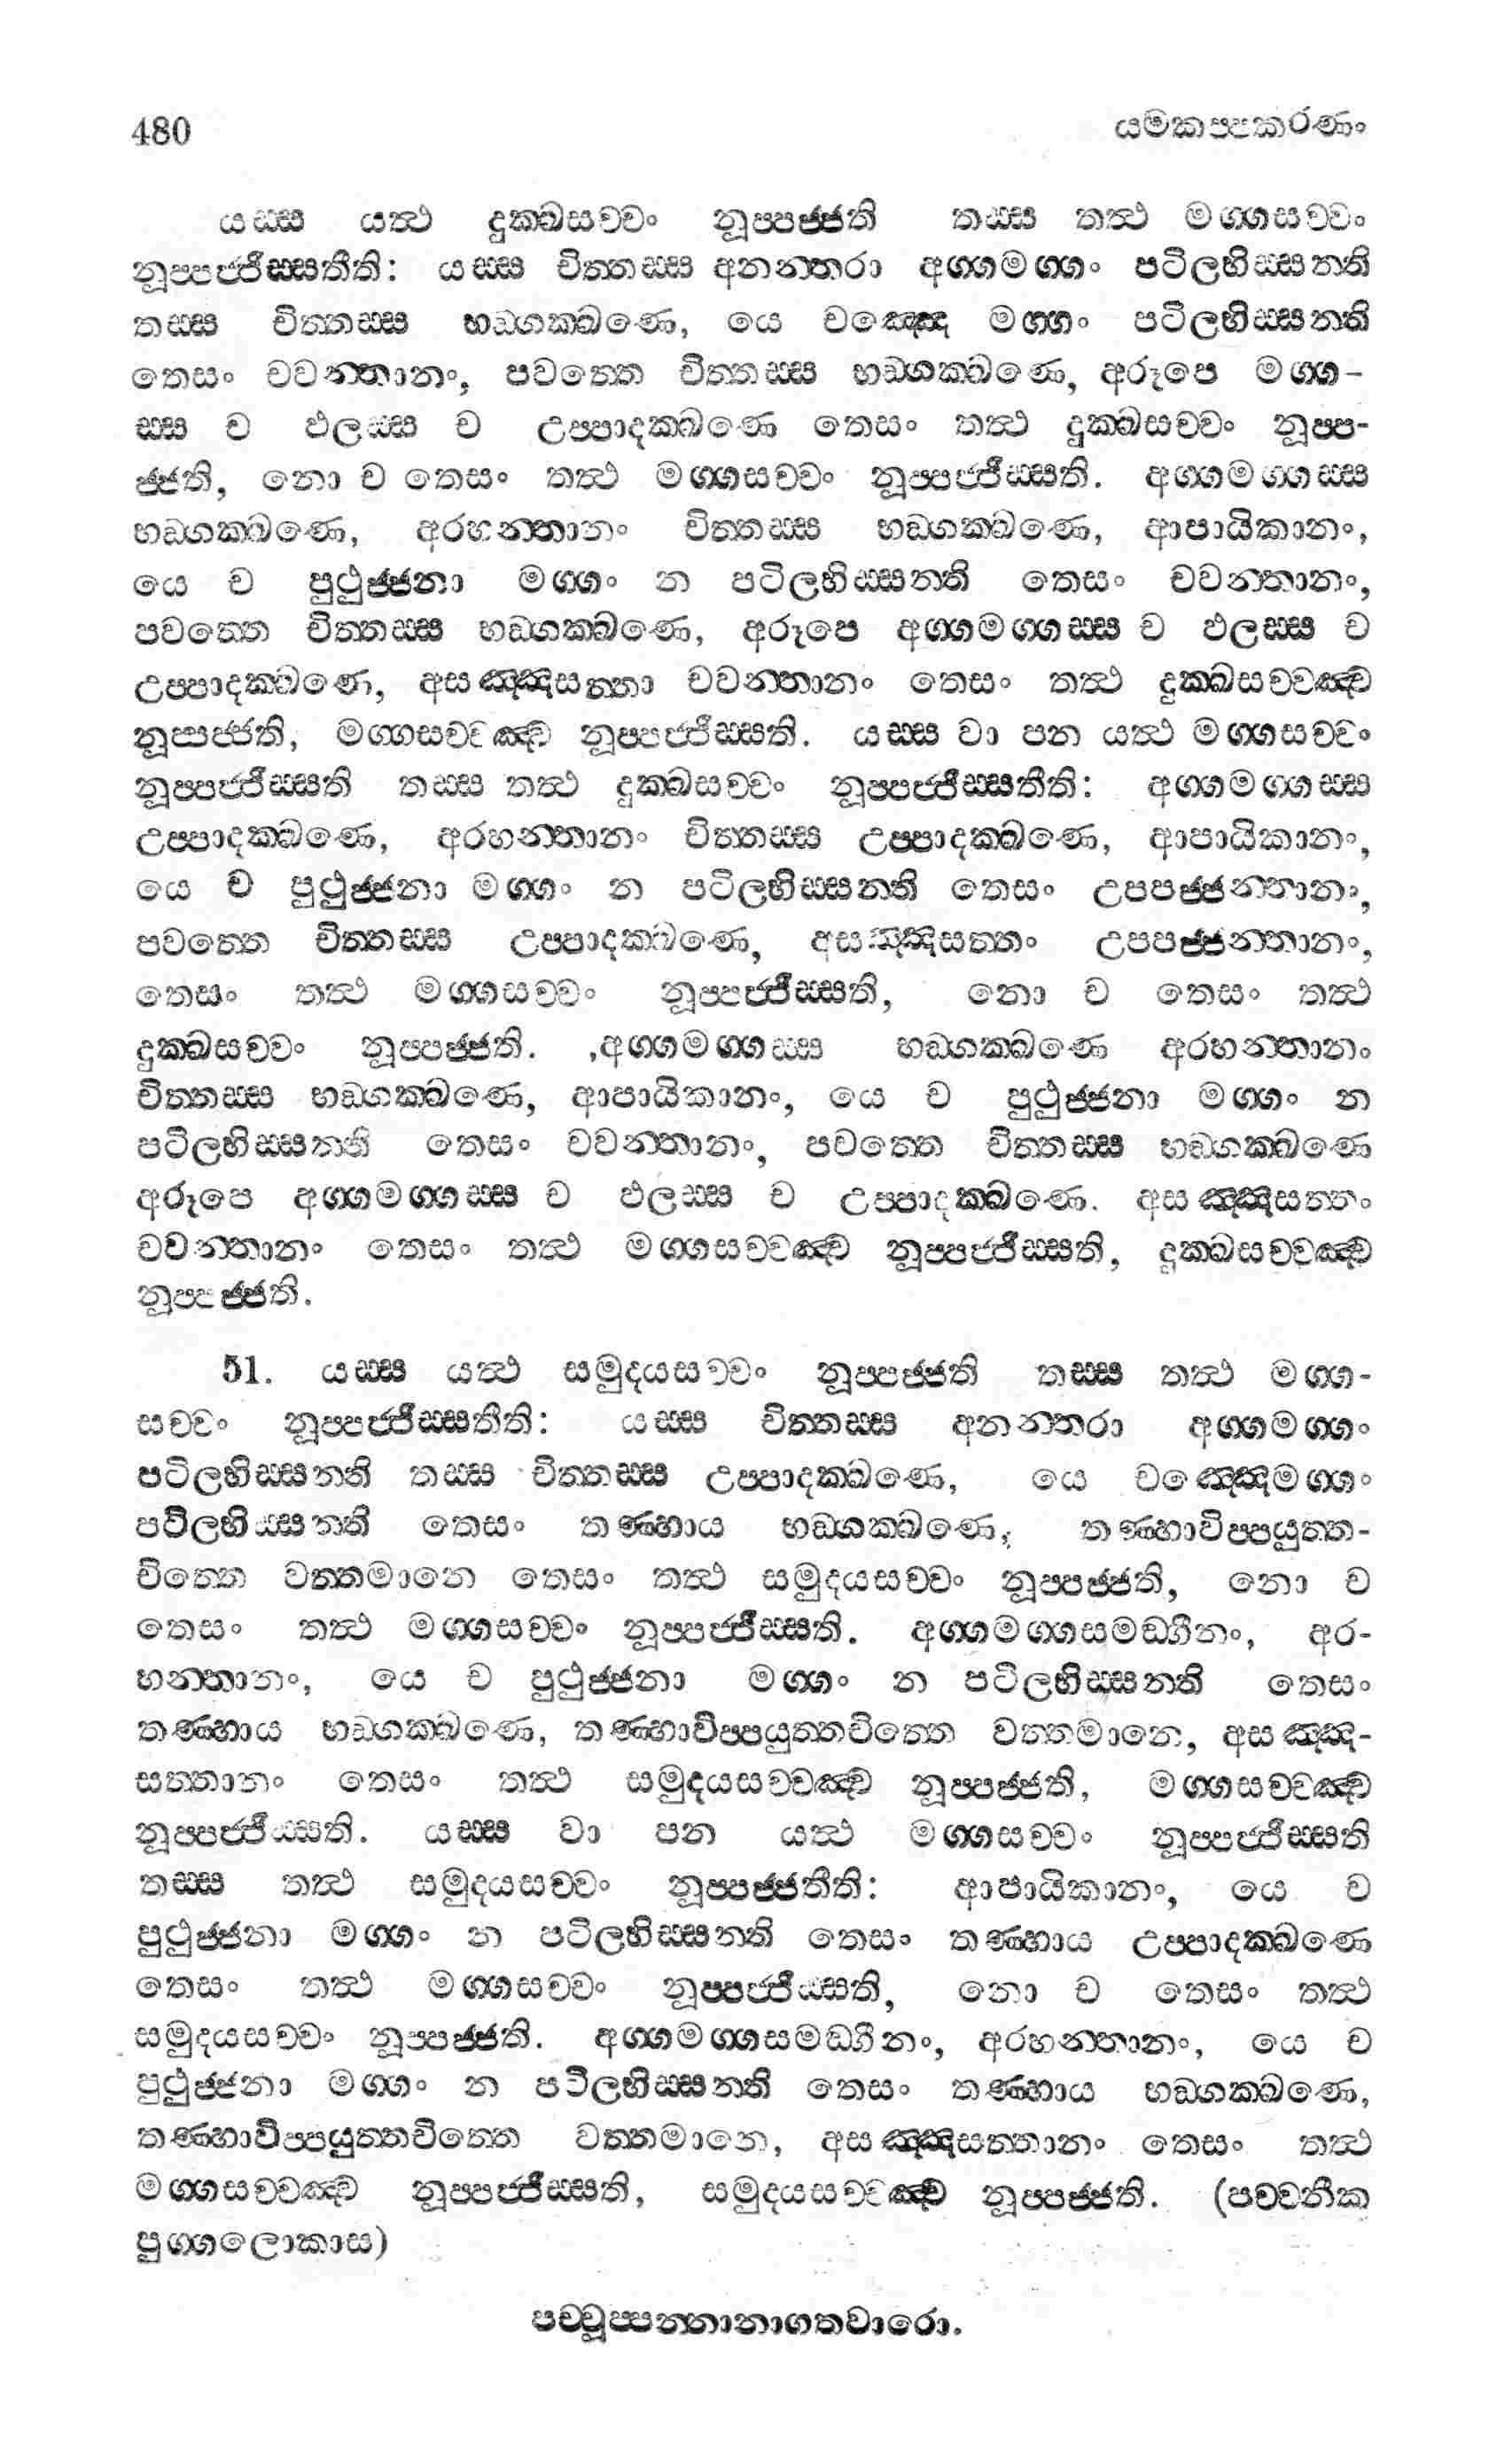 480 යමකප්පකරණං
යස්ස යත්ථ දුක්ඛසච්චං නූප්පජ්ජති තස්ස තත්ථ මග්ගසච්චං
නූප්පජ්ජිස්සතීති: යස්ස චිත්තස්ස අනන්තරා අග්ගමග්ගං පටිලභිස්සන්ති
තස්ස චිත්තස්ස භඞ්ගක්ඛණෙ, යෙ චඤ්ඤෙ මග්ගං පටිලභිස්සන්ති
තෙසං චවන්තානං, පවත්තෙ චිත්තස්ස භඞ්ගක්ඛණෙ, අරූපෙ මග්ග-
ස්ස ච ඵලස්ස ච උප්පාදක්ඛණෙ තෙසං තත්ථ දුක්ඛසච්චං නූප්ප-
ජ්ජති, නො ච තෙසං තත්ථ මග්ගසච්චං නූප්පජ්ජිස්සති. අග්ගමග්ගස්ස
භඞ්ගක්ඛණෙ, අරහන්තානං චිත්තස්ස භඞ්ගක්ඛණෙ, ආපායිකානං,
යෙ ච පුථුජ්ජනා මග්ගං න පටිලභිස්සන්ති තෙසං චවන්තානං,
පවත්තෙ චිත්තස්ස භඞ්ගක්ඛණෙ, අරූපෙ අග්ගමග්ගස්ස ච ඵලස්ස ච
උප්පාදක්ඛණෙ, අසඤ්ඤසත්තා චවන්තානං තෙසං තත්ථ දුක්ඛසච්චඤ්ච
නූප්පජ්ජති, මග්ගසච්චඤ්ච නූප්පජ්ජිස්සති. යස්ස වා පන යත්ථ මග්ගසච්චං
නූප්පජ්ජිස්සති තස්ස තත්ථ දුක්ඛසච්චං නූප්පජ්ජිස්සතීති: අග්ගමග්ගස්ස
උප්පාදක්ඛණෙ, අරහන්තානං චිත්තස්ස උප්පාදක්ඛණෙ, ආපායිකානං,
යෙ ච පුථුජ්ජනා මග්ගං න පටිලභිස්සන්ති තෙසං උපපජ්ජන්තානං,
පවත්තෙ චිත්තස්ස උප්පාදක්ඛණෙ, අසඤ්ඤසත්තං උපපජ්ජන්තානං,
තෙසං තත්ථ මග්ගසච්චං නූප්පජ්ජිස්සති, නො ච තෙසං තත්ථ
දුක්ඛසච්චං නූප්පජ්ජති. ,අග්ගමග්ගස්ස භඞ්ගක්ඛණෙ අරහන්තානං
චිත්තස්ස භඞ්ගක්ඛණෙ, ආපායිකානං, යෙ ච පුථුජ්ජනා මග්ගං න
පටිලභිස්සන්ති තෙසං චවන්තානං, පවත්තෙ චිත්තස්ස භඞ්ගක්ඛණෙ
අරූපෙ අග්ගමග්ගස්ස ච ඵලස්ස ච උප්පාදක්ඛණෙ. අසඤ්ඤසත්තං
චවන්තානං තෙසං තත්ථ මග්ගසච්චඤ්ච නූප්පජ්ජිස්සති, දුක්ඛසච්චඤ්ච
නූප්පජ්ජති.
51. යස්ස යත්ථ සමුදයසච්චං නූප්පජ්ජති තස්ස තත්ථ මග්ග-
සච්චං නූප්පජ්ජිස්සතීති: යස්ස චිත්තස්ස අනන්තරා අග්ගමග්ගං
පටිලභිස්සන්ති තස්ස චිත්තස්ස උප්පාදක්ඛණෙ, යෙ චඤ්ඤෙමග්ගං
පටිලභිස්සන්ති තෙසං තණ්හාය භඞ්ගක්ඛණෙ, තණ්හාවිප්පයුත්ත-
චිත්තෙ වත්තමානෙ තෙසං තත්ථ සමුදයසච්චං නූප්පජ්ජති, නො ච
තෙසං තත්ථ මග්ගසච්චං නූප්පජ්ජිස්සති. අග්ගමග්ගසමඞ්ගීනං, අර-
හන්තානං, යෙ ච පුථුජ්ජනා මග්ගං න පටිලභිස්සන්ති තෙසං
තණ්හාය භඞ්ගක්ඛණෙ, තණ්හාවිප්පයුත්තචිත්තෙ වත්තමානෙ, අසඤ්ඤ-
සත්තානං තෙසං තත්ථ සමුදයසච්චඤ්ච නූප්පජ්ජති, මග්ගසච්චඤ්ච
නූප්පජ්ජිස්සති. යස්ස වා පන යත්ථ මග්ගසච්චං නූප්පජ්ජිස්සති
තස්ස තත්ථ සමුදයසච්චං නූප්පජ්ජතීති: ආපායිකානං, යෙ ච
පුථුජ්ජනා මග්ගං න පටිලභිස්සන්ති තෙසං තණ්හාය උප්පාදක්ඛණෙ
තෙසං තත්ථ මග්ගසච්චං නූප්පජ්ජිස්සති, නො ච තෙසං තත්ථ
සමුදයසච්චං නූප්පජ්ජති. අග්ගමග්ගසමඞ්ගීනං, අරහන්තානං, යෙ ච
පුථුජ්ජනා මග්ගං න පටිලභිස්සන්ති තෙසං තණ්හාය භඞ්ගක්ඛණෙ,
තණ්හාවිප්පයුත්තචිත්තෙ වත්තමානෙ, අසඤ්ඤසත්තානං තෙසං තත්ථ
මග්ගසච්චඤ්ච නූප්පජ්ජිස්සති, සමුදයසච්චඤ්ච නූප්පජ්ජති. (පච්චනීක
පුග්ගලොකාස)
පච්චූප්පන්නානාගතවාරො.